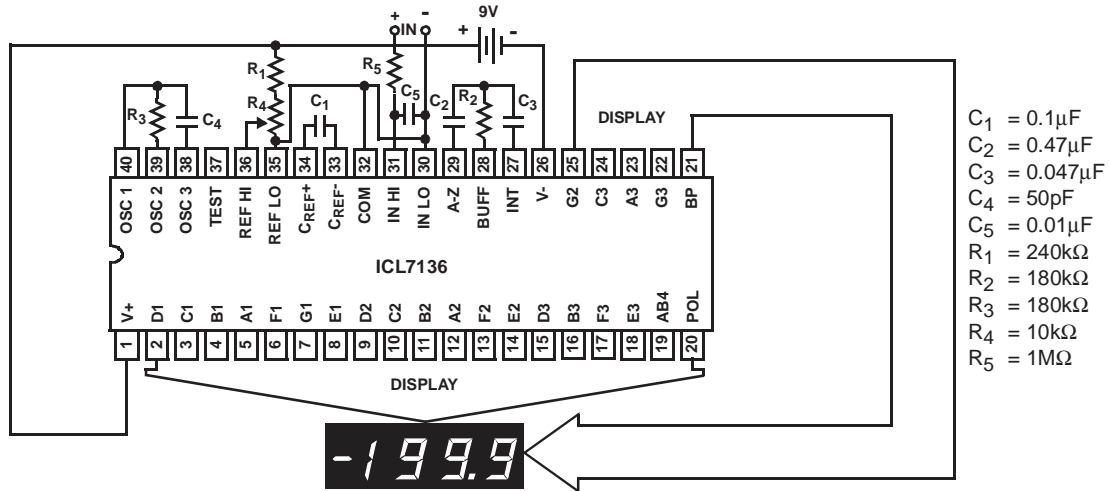 + -
IN
9V
+ -
R1
R5
R4
C5
C1
C2
R2
C3
R3
C4
DISPLAY
40 39 38 37 36 35 34 33 32 31 30 29 28 27 26 25 24 23 22 21
OSC 1
OSC 2
OSC 3
TEST
REF HI
REF LO
CREF+
CREF-
COM
IN HI
IN LO
A-Z
BUFF
INT
V-
G2
C3
A3
G3
BP
ICL7136
V+
D1
C1
B1
A1
F1
G1
E1
D2
C2
B2
A2
F2
E2
D3
B3
F3
E3
AB4
POL
1 2 3 4 5 6 7 8 9 10 11 12 13 14 15 16 17 18 19 20
DISPLAY
-199.9
C1 = 0.1μF
C2 = 0.47μF
C3 = 0.047μF
C4 = 50pF
C5 = 0.01μF
R1 = 240kΩ
R2 = 180kΩ
R3 = 180kΩ
R4 = 10kΩ
R5 = 1MΩ